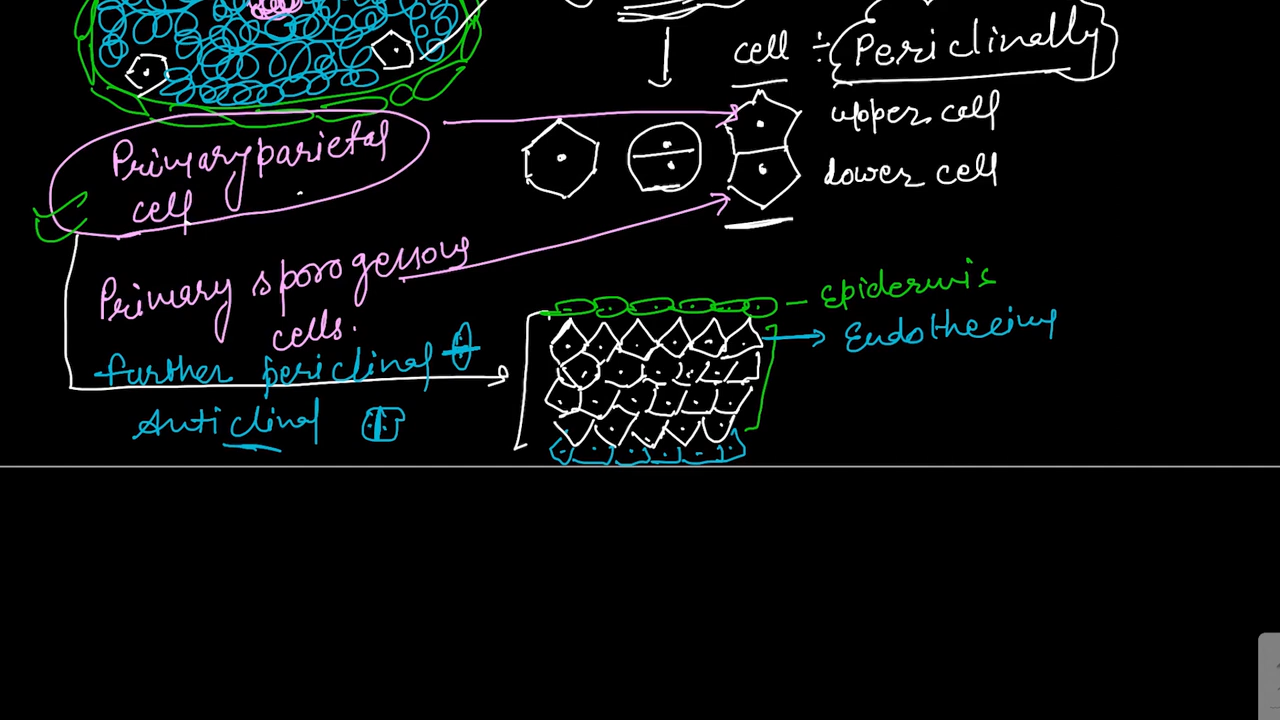 cell ÷ Periclinally
upper cell
Lower cell
Primary parietal
cell
Primary sporogenous
cells.
further periclinal
Anticlinal
– Epidermis
→ Endothecium